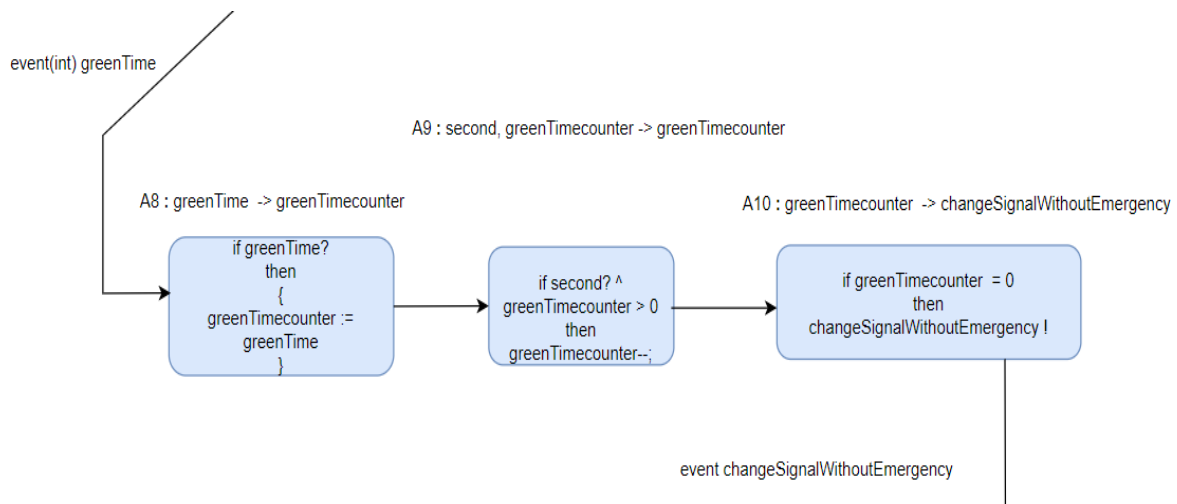 event(int) greenTime
A9 : second, greenTimecounter -> greenTimecounter
A8 : greenTime -> greenTimecounter
A10 : greenTimecounter -> changeSignalWithoutEmergency
if greenTime?
then
{
greenTimecounter :=
greenTime
}
if second? ^
greenTimecounter > 0
then
greenTimecounter--;
if greenTimecounter = 0
then
changeSignalWithoutEmergency !
event changeSignalWithoutEmergency